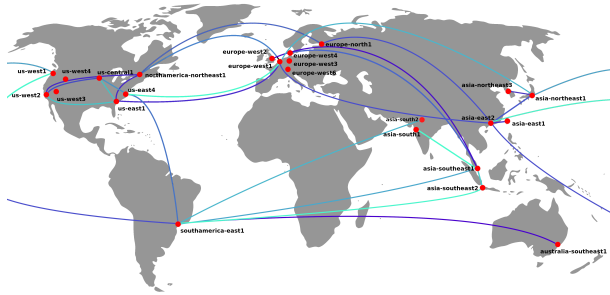 europe-north1
europe-west2
europe-west4
europe-west3
europe-west1
europe-west6
us-west1
us-west4
us-central1
northamerica-northeast1
us-west2
us-west3
us-east4
us-east1
asia-northeast3
asia-northeast1
asia-east2
asia-east1
asia-south2
asia-south1
asia-southeast1
asia-southeast2
southamerica-east1
australia-southeast1